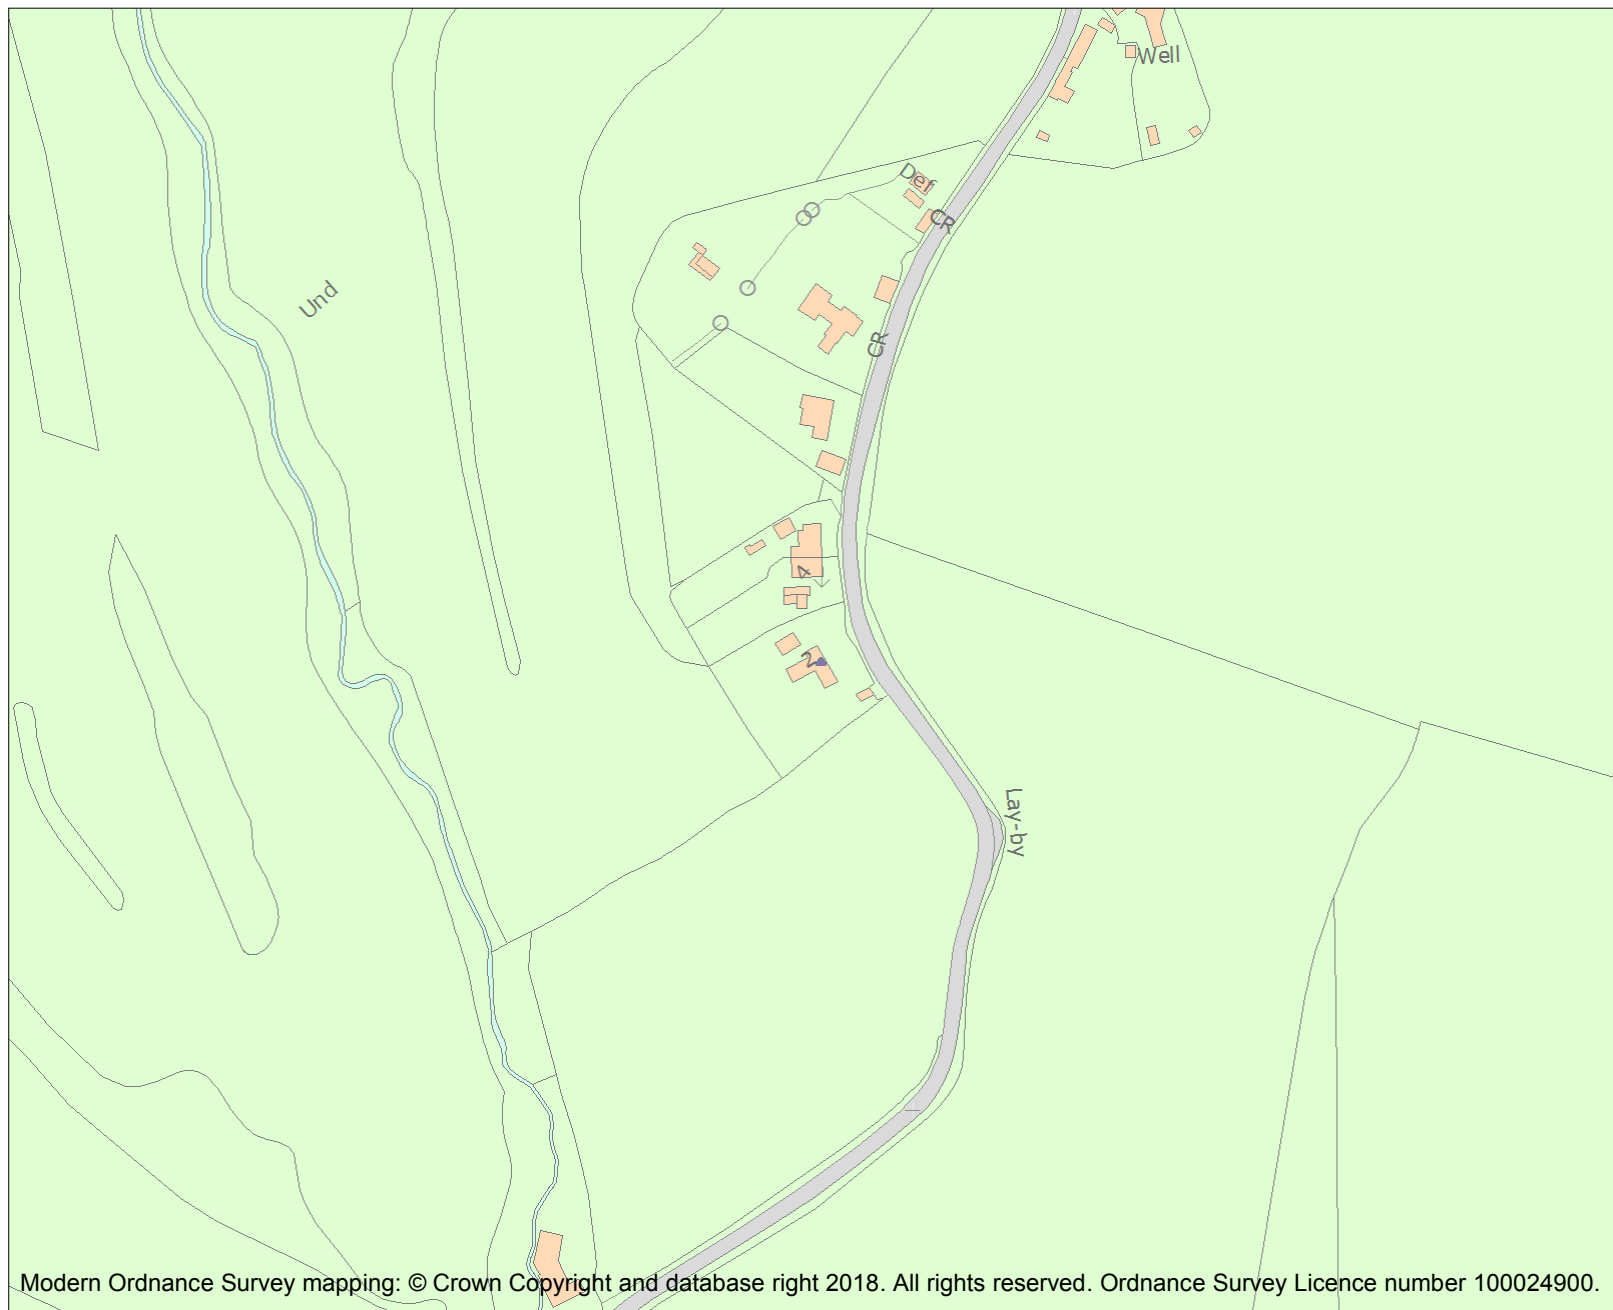 Well
Def
CR
Und
CR
4
2
Lay-by
Modern Ordnance Survey mapping: © Crown Copyright and database right 2018. All rights reserved. Ordnance Survey Licence number 100024900.